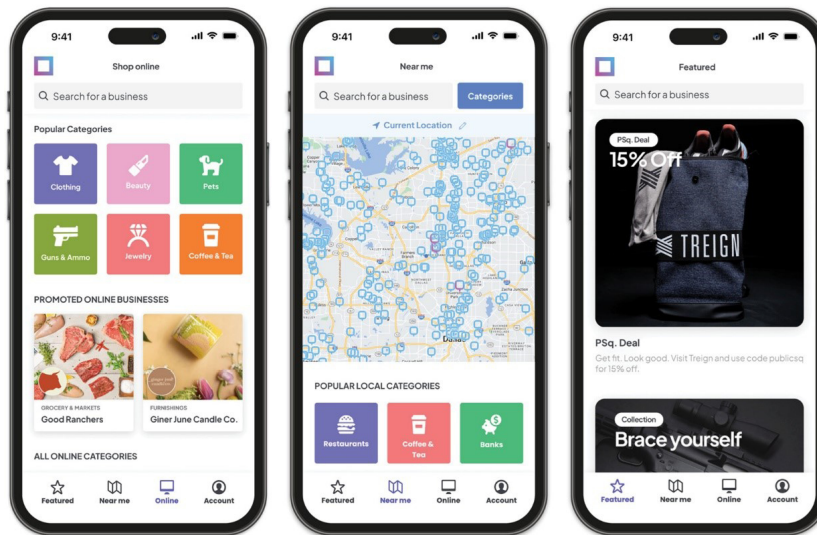 9:41
Shop online
Search for a business
Popular Categories
Clothing
Beauty
Pets
Guns & Ammo
Jewelry
Coffee & Tea
PROMOTED ONLINE BUSINESSES
GROCERY & MARKETS
Good Ranchers
FURNISHINGS
Giner June Candle Co.
ALL ONLINE CATEGORIES
Featured
Near me
Online
Account
9:41
Near me
Search for a business
Categories
Current Location
Dallas
POPULAR LOCAL CATEGORIES
Restaurants
Coffee &
Tea
Banks
Featured
Near me
Online
Account
9:41
Featured
Search for a business
PSq. Deal
15% Off
TREIGN
PSq. Deal
Get fit. Look good. Visit Treign and use code publicsq
for 15% off.
Collection
Brace yourself
Featured
Near me
Online
Account